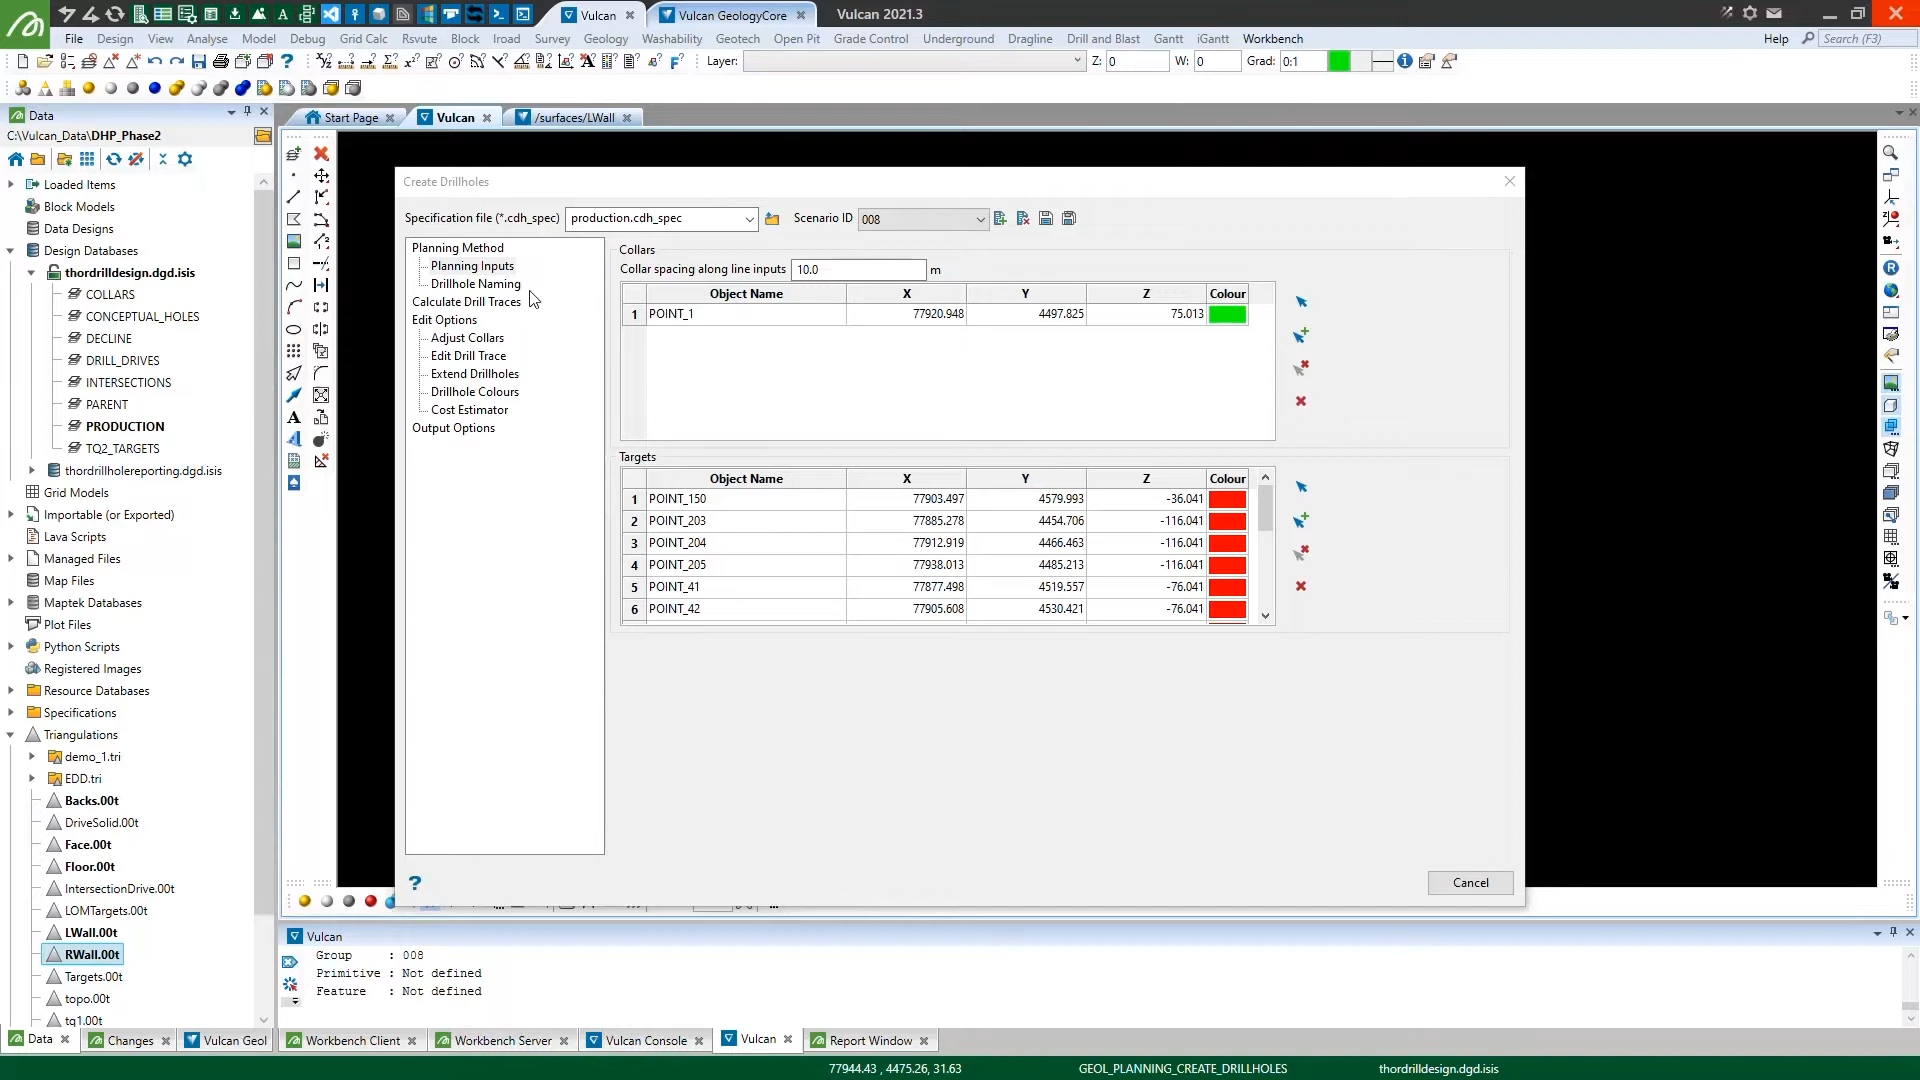 Vulcan
Vulcan GeologyCore
Vulcan 2021.3
File Design View Analyse Model Debug Grid Calc Rsvute Block Iroad Survey Geology Washability Geotech Open Pit Grade Control Underground Dragline Drill and Blast Gantt iGantt Workbench
Help Search (F3)
Layer: Z: 0 W: 0 Grad: 0:1
Data
C:\Vulcan_Data\DHP_Phase2
Start Page
Vulcan
/surfaces/LWall
Loaded Items
Block Models
Data Designs
Design Databases
thordrilldesign.dgd.isis
COLLARS
CONCEPTUAL_HOLES
DECLINE
DRILL_DRIVES
INTERSECTIONS
PARENT
PRODUCTION
TQ2_TARGETS
thordrillholereporting.dgd.isis
Grid Models
Importable (or Exported)
Lava Scripts
Managed Files
Map Files
Maptek Databases
Plot Files
Python Scripts
Registered Images
Resource Databases
Specifications
Triangulations
demo_1.tri
EDD.tri
Backs.00t
DriveSolid.00t
Face.00t
Floor.00t
IntersectionDrive.00t
LOMTargets.00t
LWall.00t
RWall.00t
Targets.00t
topo.00t
tq1.00t
Create Drillholes
Specification file (*.cdh_spec) production.cdh_spec Scenario ID 008
Planning Method
Planning Inputs
Drillhole Naming
Calculate Drill Traces
Edit Options
Adjust Collars
Edit Drill Trace
Extend Drillholes
Drillhole Colours
Cost Estimator
Output Options
Collars
Collar spacing along line inputs 10.0 m
Object Name X Y Z Colour
1 POINT_1 77920.948 4497.825 75.013
Targets
Object Name X Y Z Colour
1 POINT_150 77903.497 4579.993 -36.041
2 POINT_203 77885.278 4454.706 -116.041
3 POINT_204 77912.919 4466.463 -116.041
4 POINT_205 77938.013 4485.213 -116.041
5 POINT_41 77877.498 4519.557 -76.041
6 POINT_42 77905.608 4530.421 -76.041
Cancel
Vulcan
Group : 008
Primitive : Not defined
Feature : Not defined
Data Changes Vulcan Geol Workbench Client Workbench Server Vulcan Console Vulcan Report Window
77944.43 , 4475.26, 31.63 GEOL_PLANNING_CREATE_DRILLHOLES thordrilldesign.dgd.isis